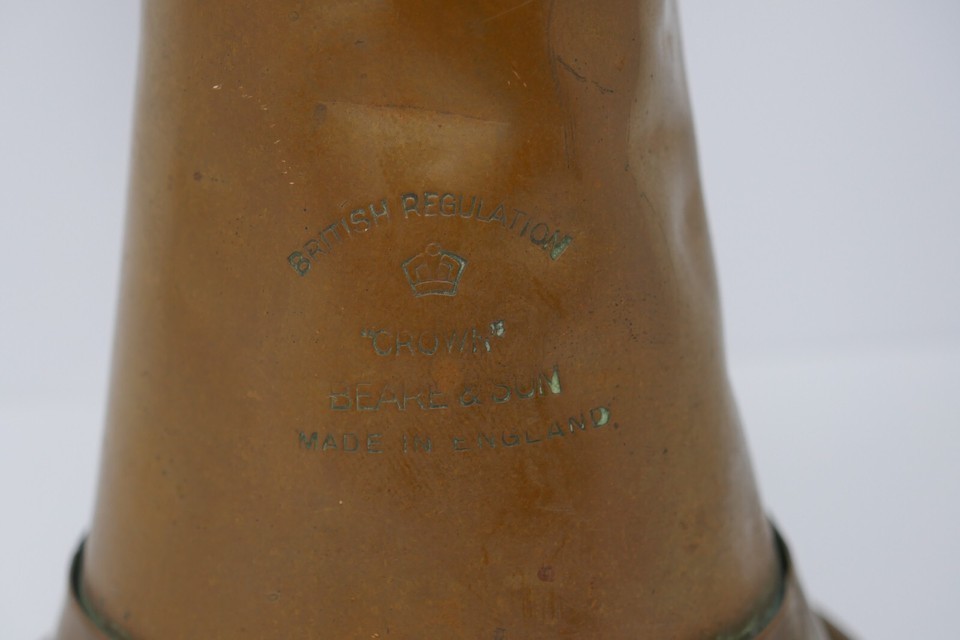 BRITISH REGULATION
"CROWN"
BEARE & SON
MADE IN ENGLAND.